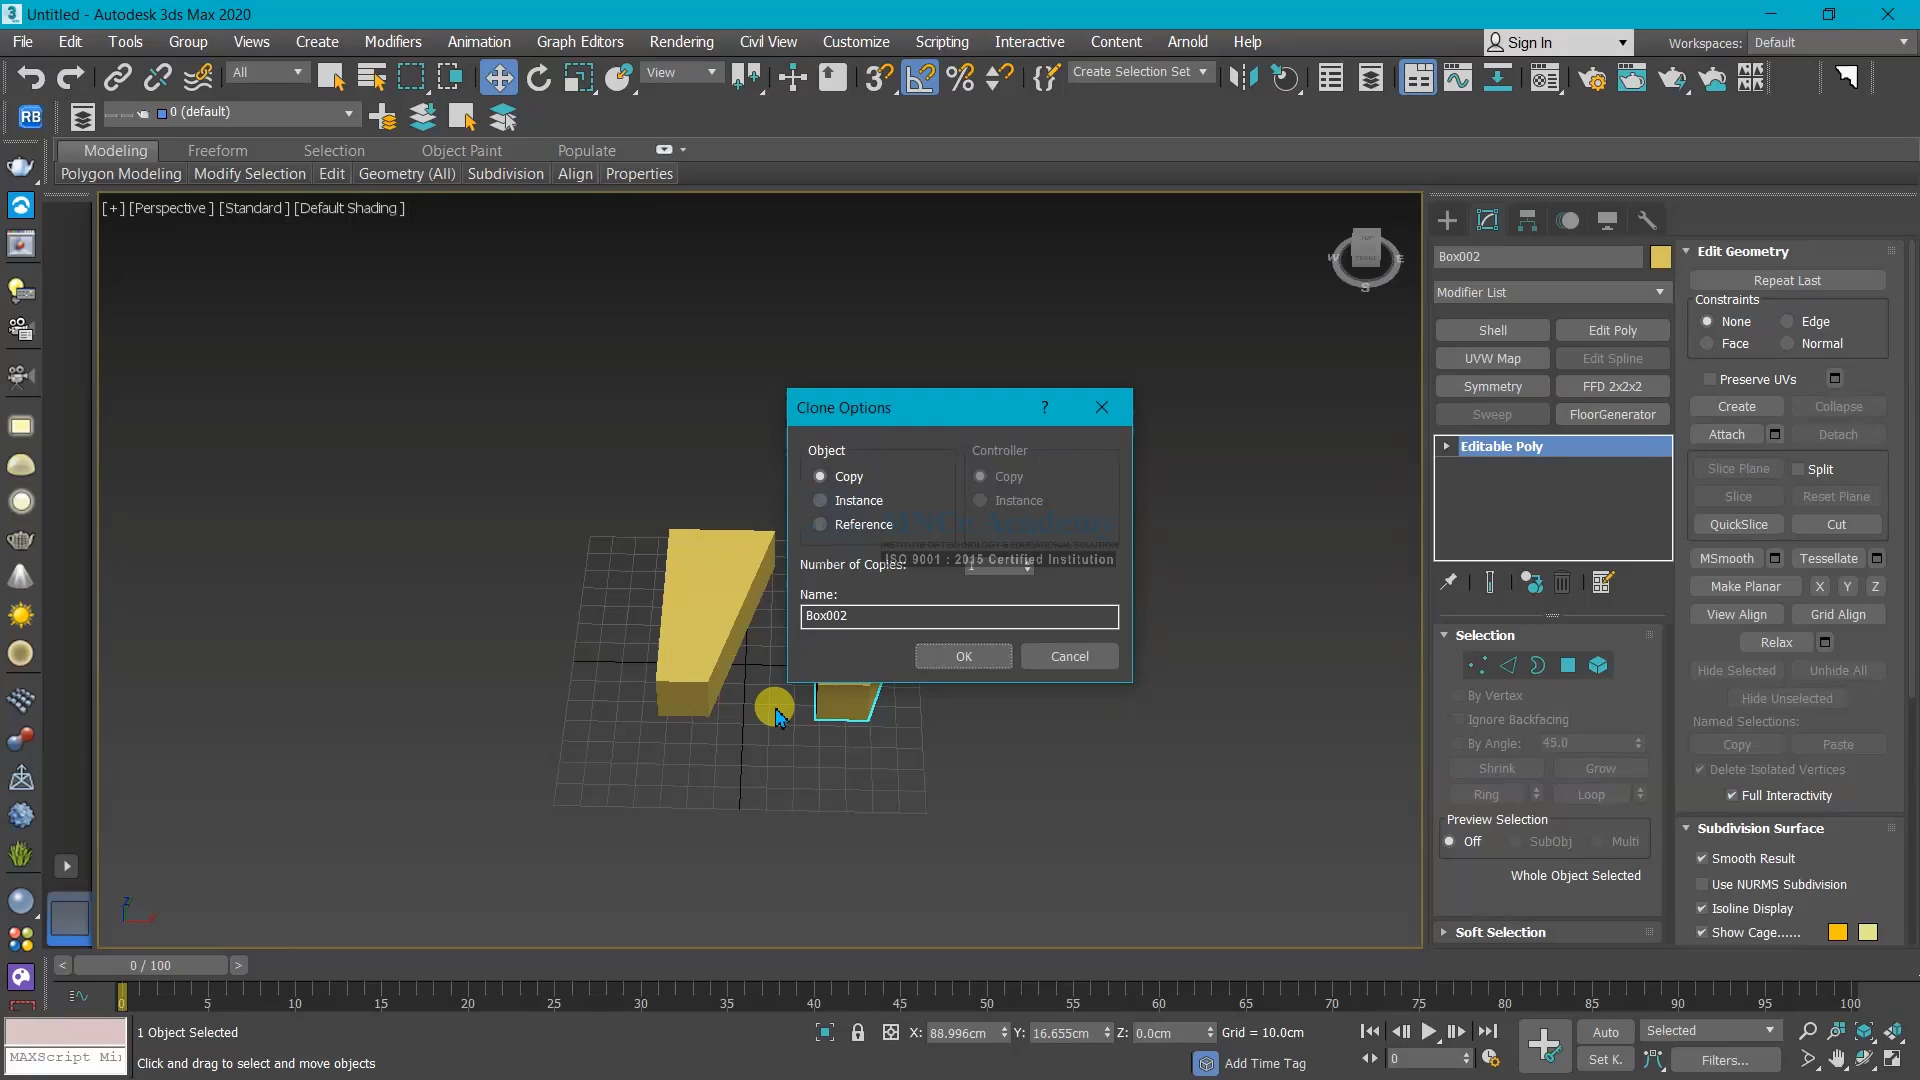 Untitled - Autodesk 3ds Max 2020
File Edit Tools Group Views Create Modifiers Animation Graph Editors Rendering Civil View Customize Scripting Interactive Content Arnold Help
Sign In
Workspaces: Default
All
View
Create Selection Set
RB
0 (default)
Modeling Freeform Selection Object Paint Populate
Polygon Modeling Modify Selection Edit Geometry (All) Subdivision Align Properties
[+] [Perspective ] [Standard ] [Default Shading ]
W
E
S
Clone Options
?
Object
Copy
Instance
Reference
Controller
Copy
Instance
INSTITUTE OF TECHNOLOGY & EDUCATIONAL SOLUTION
ISO 9001 : 2015 Certified Institution
Number of Copies:
1
Name:
Box002
OK Cancel
Box002
Modifier List
Shell Edit Poly
UVW Map Edit Spline
Symmetry FFD 2x2x2
Sweep FloorGenerator
Editable Poly
Selection
By Vertex
Ignore Backfacing
By Angle: 45.0
Shrink Grow
Ring Loop
Preview Selection
Off SubObj Multi
Whole Object Selected
Soft Selection
Edit Geometry
Repeat Last
Constraints
None Edge
Face Normal
Preserve UVs
Create Collapse
Attach Detach
Slice Plane Split
Slice Reset Plane
QuickSlice Cut
MSmooth Tessellate
Make Planar X Y Z
View Align Grid Align
Relax
Hide Selected Unhide All
Hide Unselected
Named Selections:
Copy Paste
Delete Isolated Vertices
Full Interactivity
Subdivision Surface
Smooth Result
Use NURMS Subdivision
Isoline Display
Show Cage......
< 0 / 100 >
0 5 10 15 20 25 30 35 40 45 50 55 60 65 70 75 80 85 90 95 100
1 Object Selected
X: 88.996cm Y: 16.655cm Z: 0.0cm Grid = 10.0cm
Auto Selected
MAXScript Mi
Click and drag to select and move objects
Add Time Tag
0
Set K. Filters...